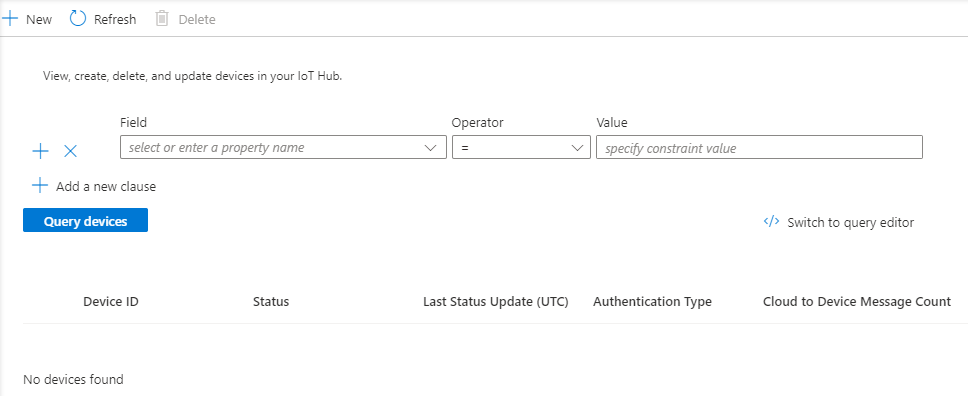 New Refresh Delete
View, create, delete, and update devices in your IoT Hub.
Field Operator Value
select or enter a property name = specify constraint value
Add a new clause
Query devices
Switch to query editor
Device ID Status Last Status Update (UTC) Authentication Type Cloud to Device Message Count
No devices found